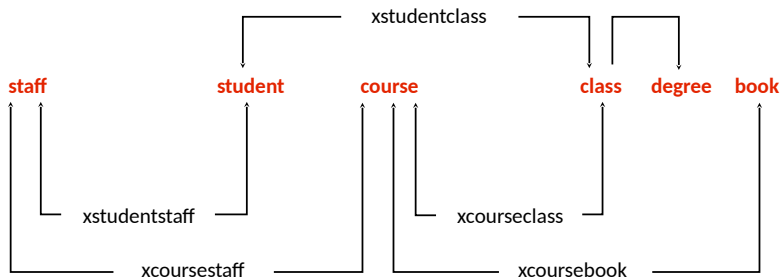 xstudentclass
staff student course class degree book
xstudentstaff xcourseclass
xcoursestaff xcoursebook